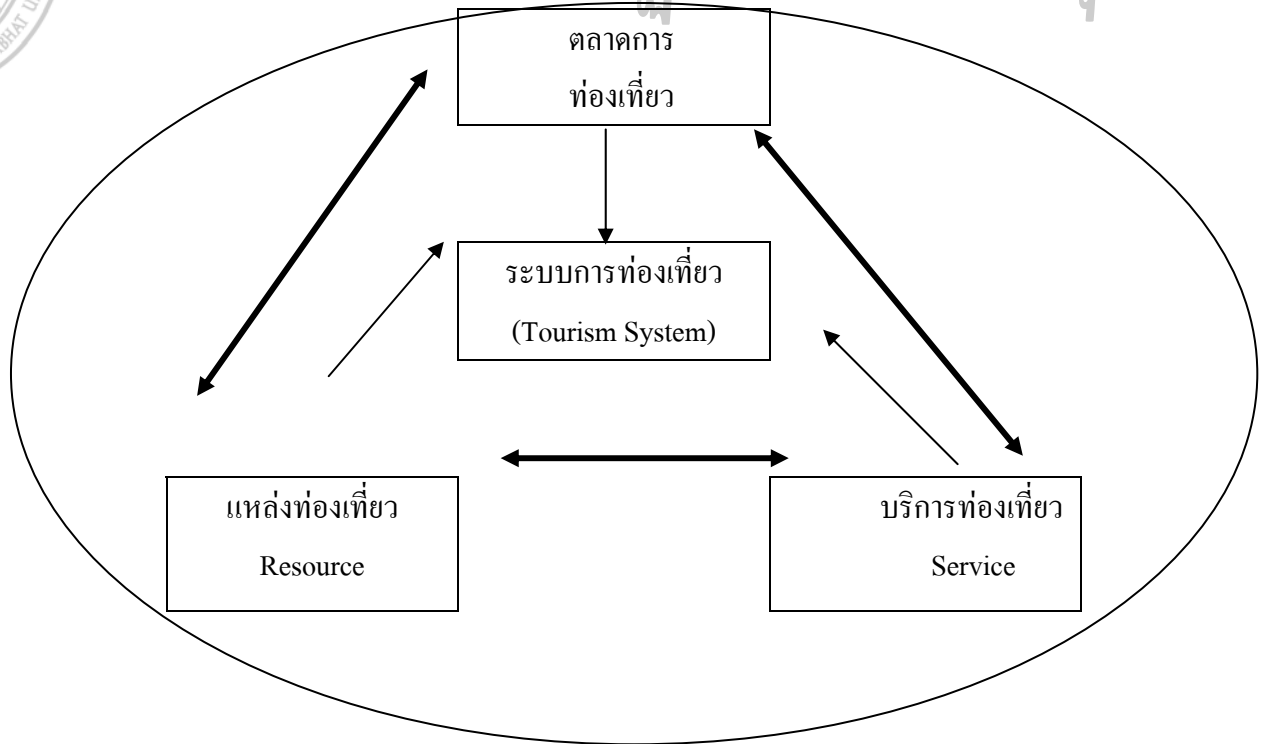 ตลาดการ
ท่องเที่ยว
ระบบการท่องเที่ยว
(Tourism System)
แหล่งท่องเที่ยว
Resource
บริการท่องเที่ยว
Service